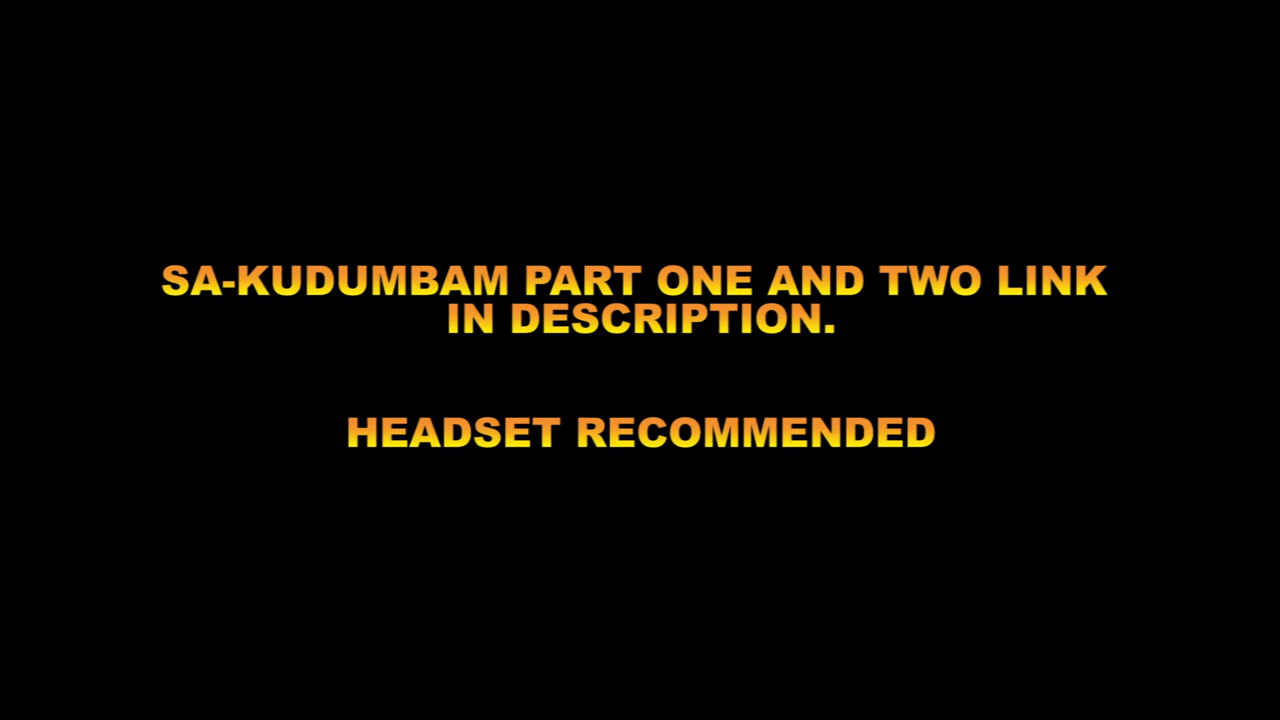 SA-KUDUMBAM PART ONE AND TWO LINK
IN DESCRIPTION.
HEADSET RECOMMENDED